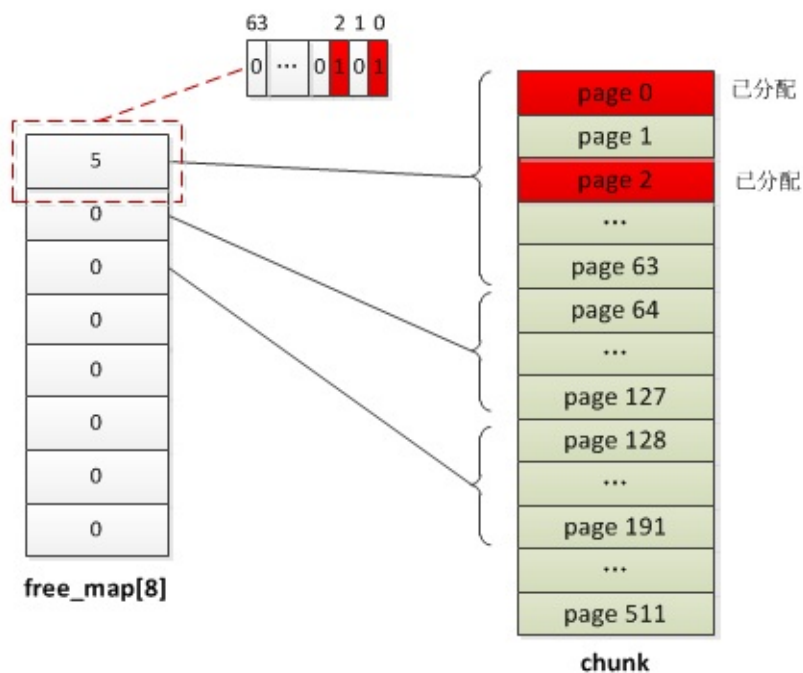 63 2 1 0
0 ... 0 1 0 1
5
0
0
0
0
0
0
0
free_map[8]
page 0 已分配
page 1
page 2 已分配
...
page 63
page 64
...
page 127
page 128
...
page 191
...
page 511
chunk